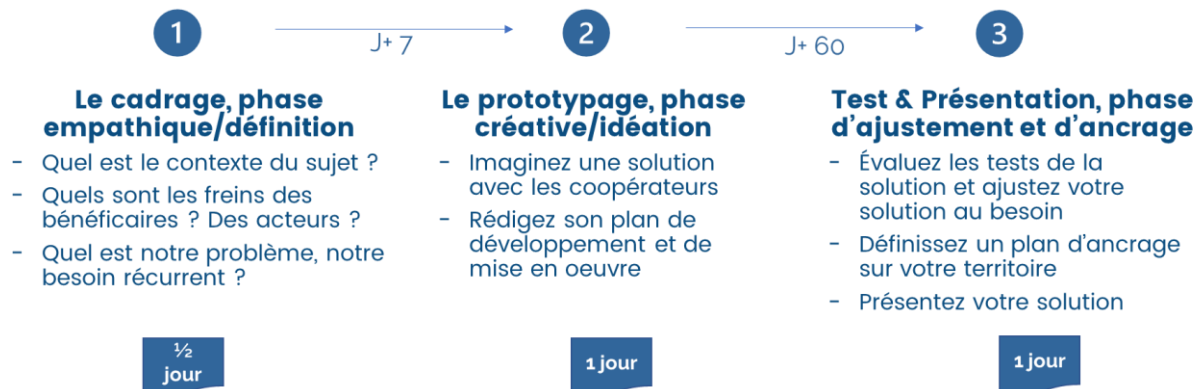 1
J+ 7
2
J+ 60
3
Le cadrage, phase
empathique/définition
- Quel est le contexte du sujet ?
- Quels sont les freins des
bénéficaires ? Des acteurs ?
- Quel est notre problème, notre
besoin récurrent ?
½
jour
Le prototypage, phase
créative/idéation
- Imaginez une solution
avec les coopérateurs
- Rédigez son plan de
développement et de
mise en oeuvre
1 jour
Test & Présentation, phase
d'ajustement et d'ancrage
- Évaluez les tests de la
solution et ajustez votre
solution au besoin
- Définissez un plan d'ancrage
sur votre territoire
- Présentez votre solution
1 jour